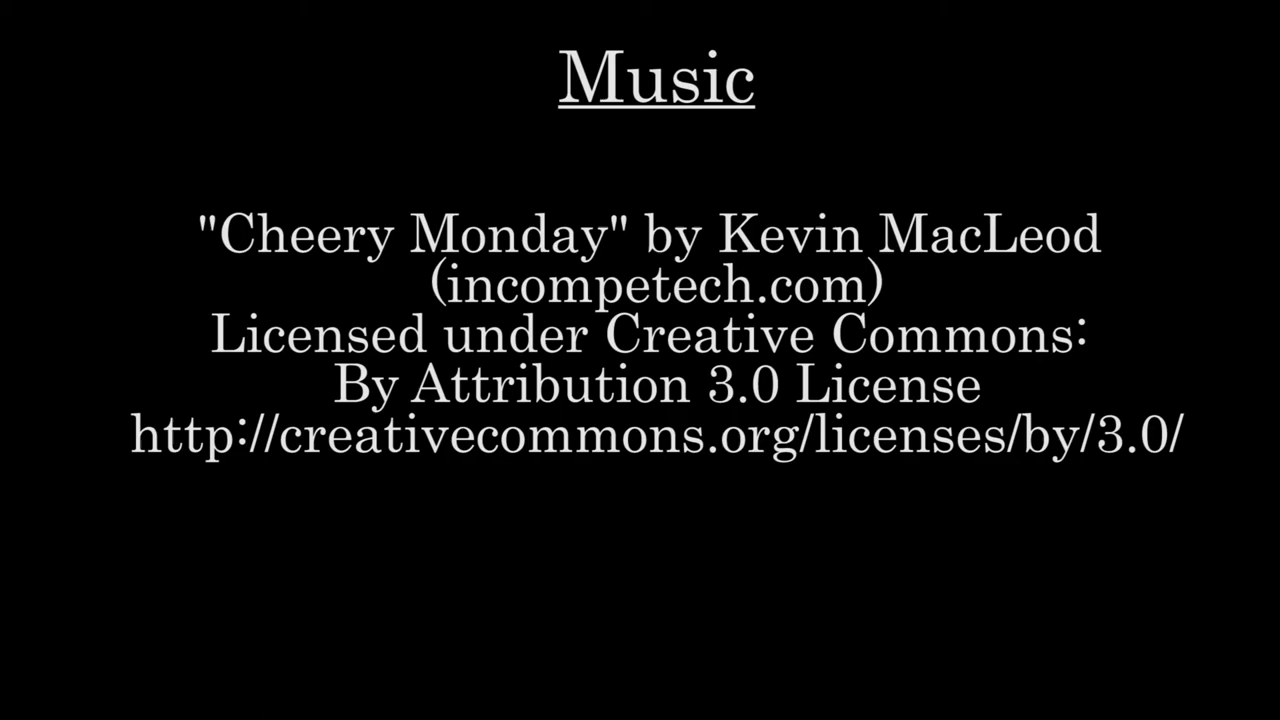 Music
"Cheery Monday" by Kevin MacLeod
(incompetech.com)
Licensed under Creative Commons:
By Attribution 3.0 License
http://creativecommons.org/licenses/by/3.0/